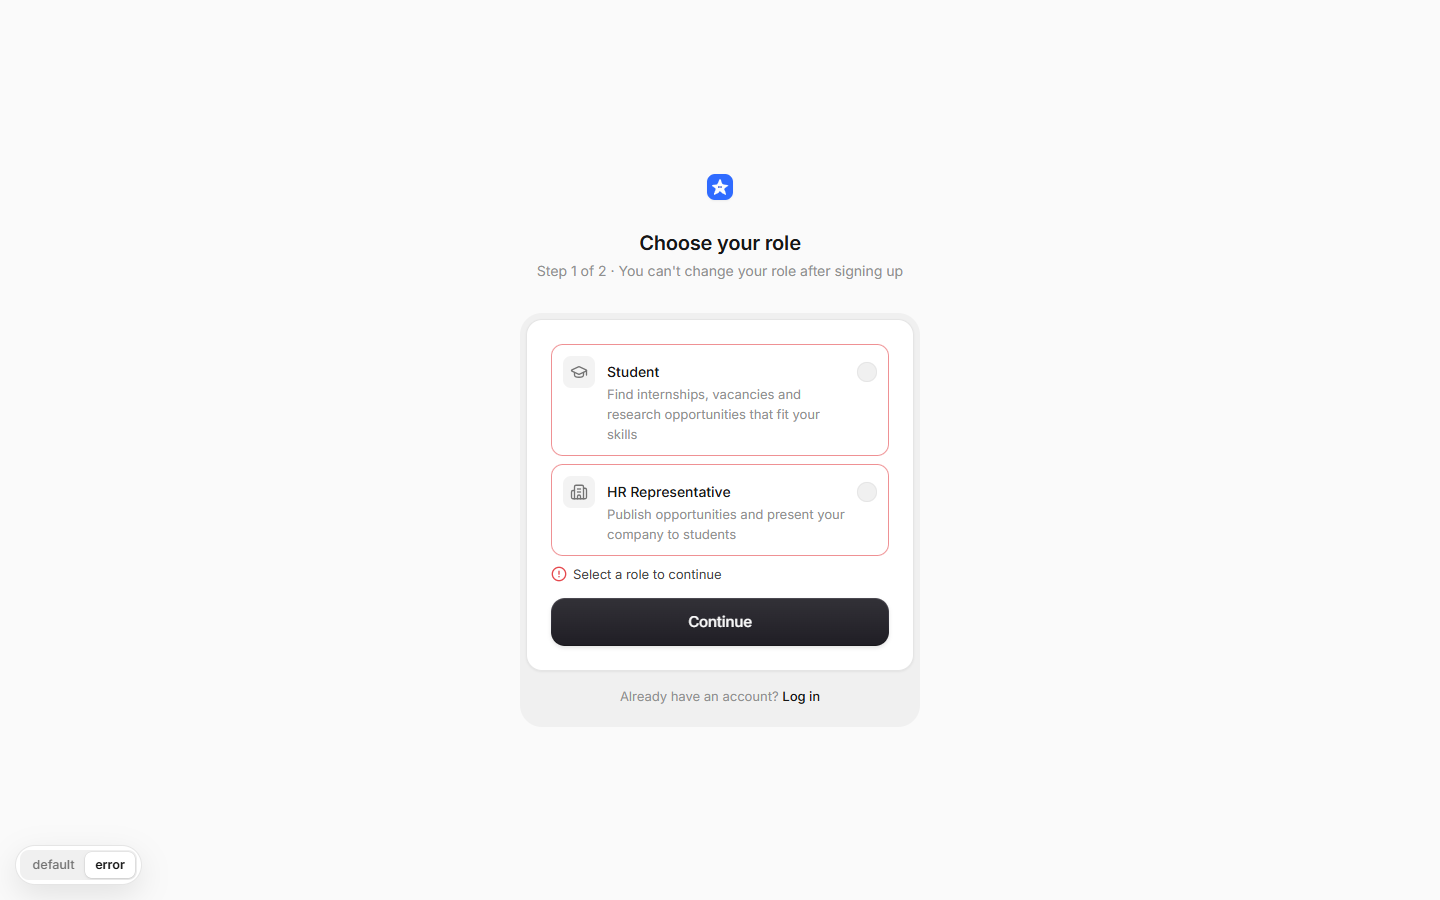 Choose your role
Step 1 of 2 · You can't change your role after signing up
Student
Find internships, vacancies and
research opportunities that fit your
skills
HR Representative
Publish opportunities and present your
company to students
Select a role to continue
Continue
Already have an account? Log in
default error